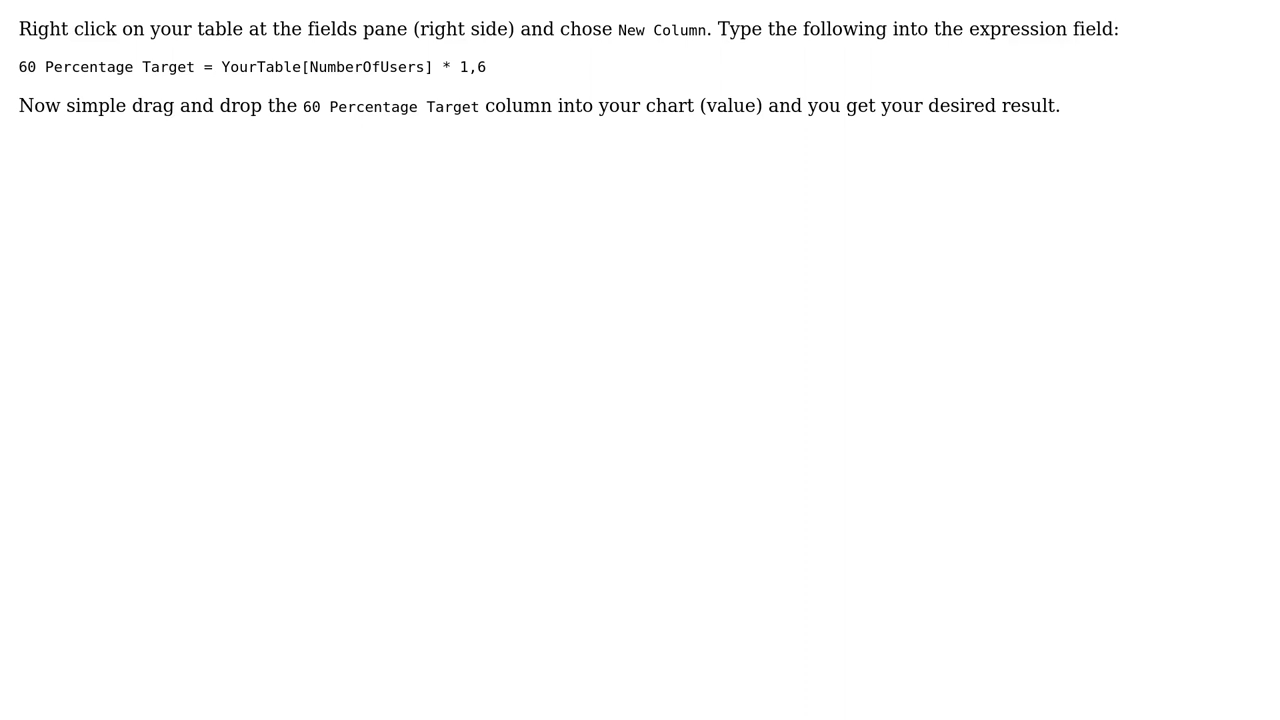 Right click on your table at the fields pane (right side) and chose New Column. Type the following into the expression field:
60 Percentage Target = YourTable[NumberOfUsers] * 1,6
Now simple drag and drop the 60 Percentage Target column into your chart (value) and you get your desired result.